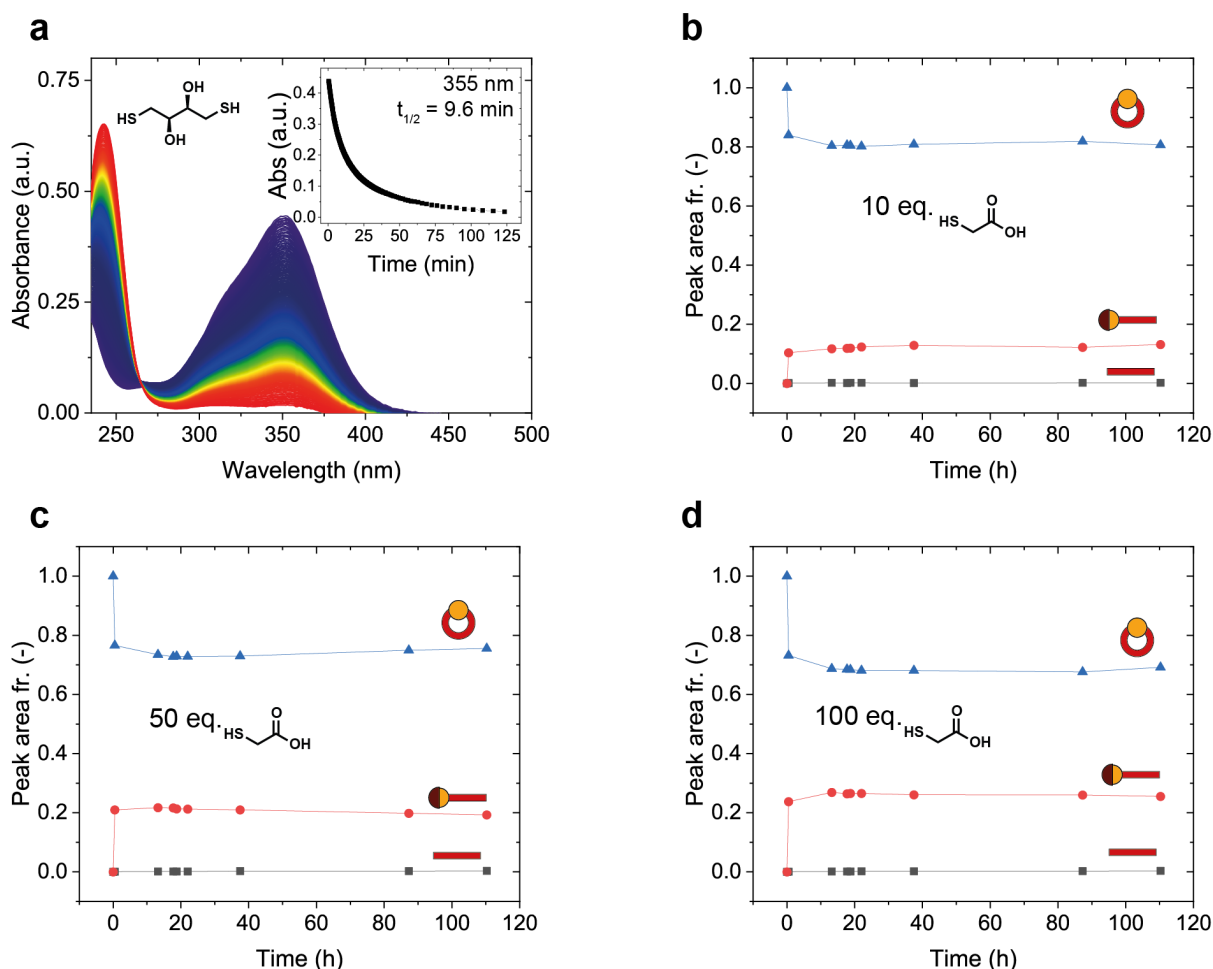 a
Absorbance (a.u.)
0.75
0.50
0.25
0.00
250
300
350
400
450
500
Wavelength (nm)
OH
HS
SH
OH
Abs (a.u.)
0.5
0.4
0.3
0.2
0.1
0.0
0
25
50
75
100
125
Time (min)
355 nm
t1/2 = 9.6 min
b
Peak area fr. (-)
1.0
0.8
0.6
0.4
0.2
0.0
0
20
40
60
80
100
120
Time (h)
10 eq.
HS
O
OH
c
Peak area fr. (-)
1.0
0.8
0.6
0.4
0.2
0.0
0
20
40
60
80
100
120
Time (h)
50 eq.
HS
O
OH
d
Peak area fr. (-)
1.0
0.8
0.6
0.4
0.2
0.0
0
20
40
60
80
100
120
Time (h)
100 eq.
HS
O
OH